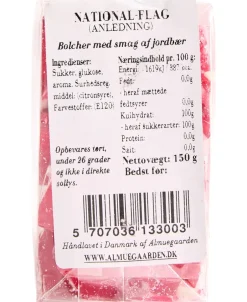 NATIONAL-FLAG
(ANLEDNING)
Bolcher med smag af jordbær
Ingredienser:
Sukker, glukose,
aroma. Surhedsreg
middel (citronsyre),
Farvestoffer: (E120)
Opbevares tørt,
under 26 grader
og ikke i direkte
sollys.
Næringsindhold pr. 100 g:
Energi: 1619kj
Fedt: 0,0g
- heraf mættede
fedtsyrer 0,0g
Kulhydrat: 100g
- heraf sukkerarter: 100g
Protein: 0,0g
Salt: 0,0g
Nettovægt: 150 g
Bedst før:
5 707036 133003
Håndlavet i Danmark af Almuegaarden
WWW.ALMUEGAARDEN.DK